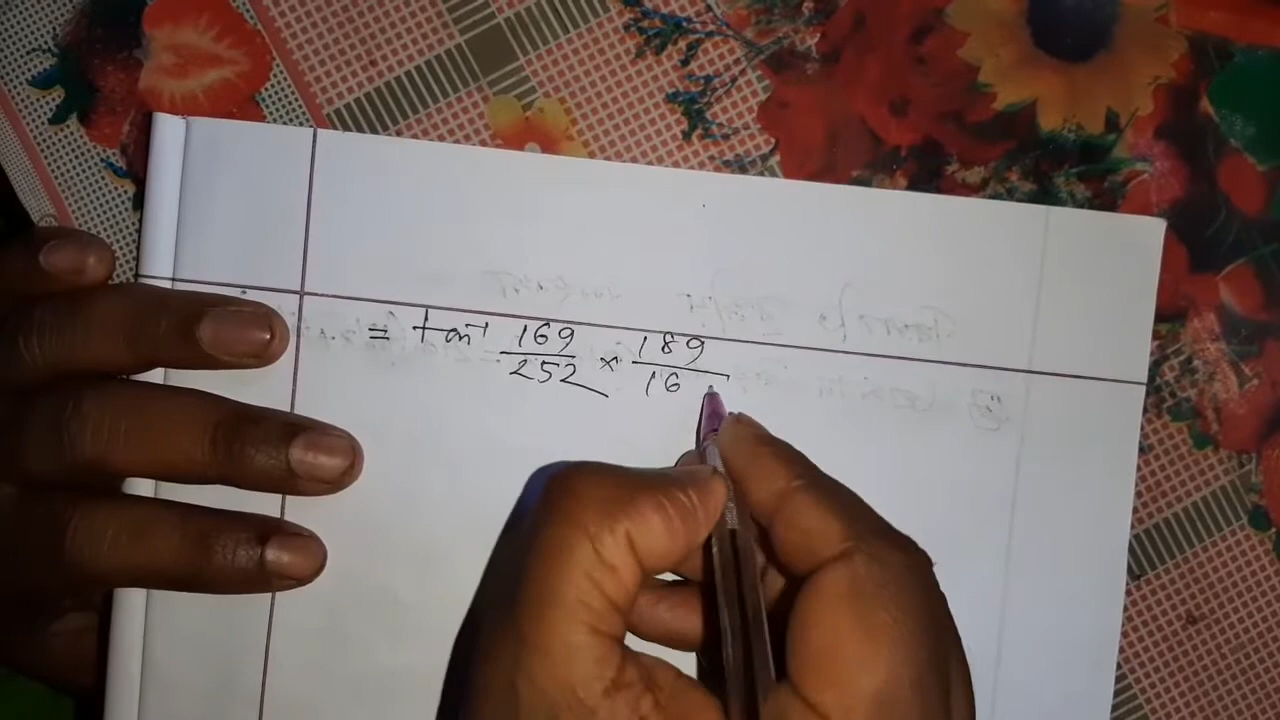 = tan⁻¹ 169/252 × 189/16